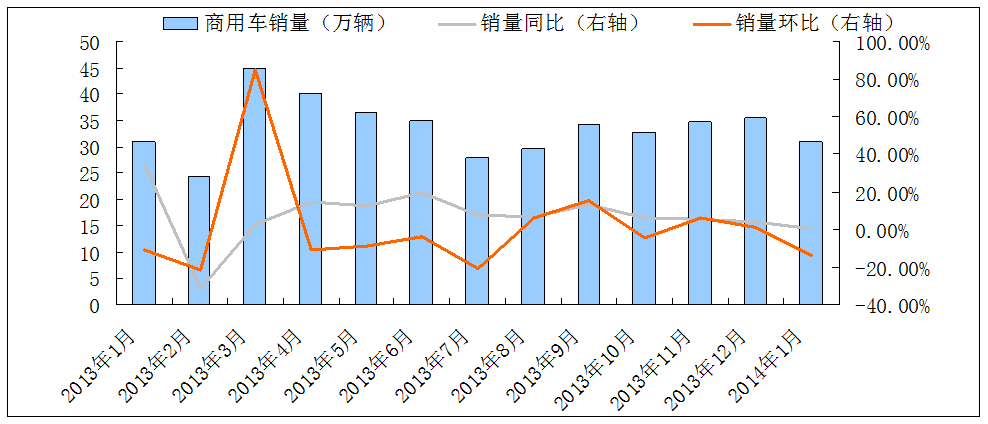 商用车销量（万辆） 销量同比（右轴） 销量环比（右轴）
50 100.00%
45 80.00%
40 60.00%
35 40.00%
30 20.00%
25 0.00%
20 -20.00%
15 -40.00%
10
5
0
2013年1月
2013年2月
2013年3月
2013年4月
2013年5月
2013年6月
2013年7月
2013年8月
2013年9月
2013年10月
2013年11月
2013年12月
2014年1月